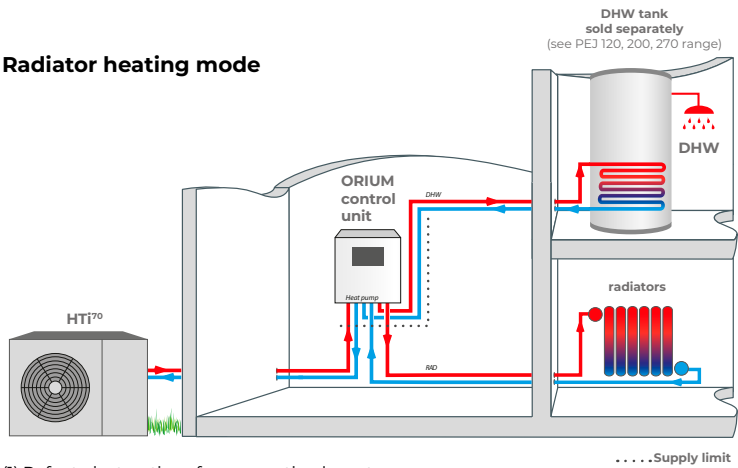 DHW tank
sold separately
(see PEJ 120, 200, 270 range)
Radiator heating mode
DHW
ORIUM
control
unit
DHW
Heat pump
radiators
HTi70
RAD
.....Supply limit